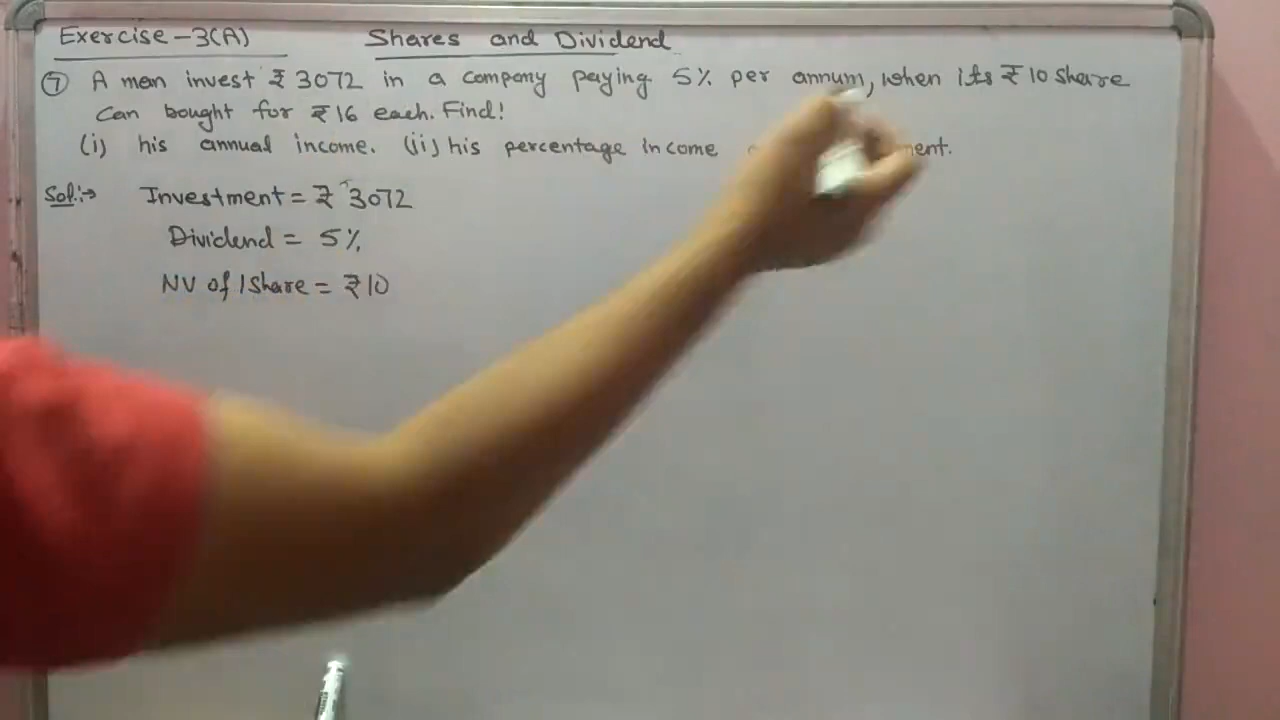 Exercise-3(A) Shares and Dividend
⑦ A man invest ₹3072 in a company paying 5% per annum, when its ₹10 share
can bought for ₹16 each. Find!
(i) his annual income. (ii) his percentage income
Sol:→ Investment = ₹3072
Dividend = 5%
NV of 1 Share = ₹10